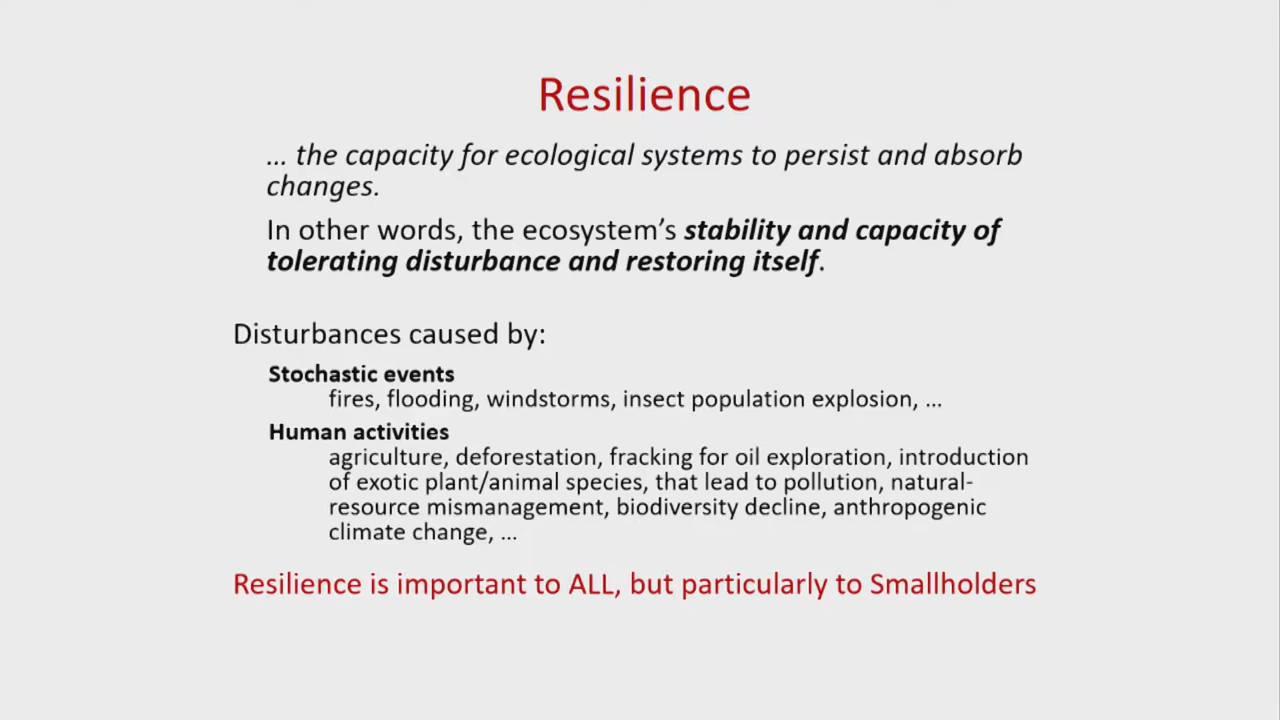 Resilience
... the capacity for ecological systems to persist and absorb
changes.
In other words, the ecosystem's stability and capacity of
tolerating disturbance and restoring itself.
Disturbances caused by:
Stochastic events
fires, flooding, windstorms, insect population explosion, ...
Human activities
agriculture, deforestation, fracking for oil exploration, introduction
of exotic plant/animal species, that lead to pollution, natural-
resource mismanagement, biodiversity decline, anthropogenic
climate change, ...
Resilience is important to ALL, but particularly to Smallholders